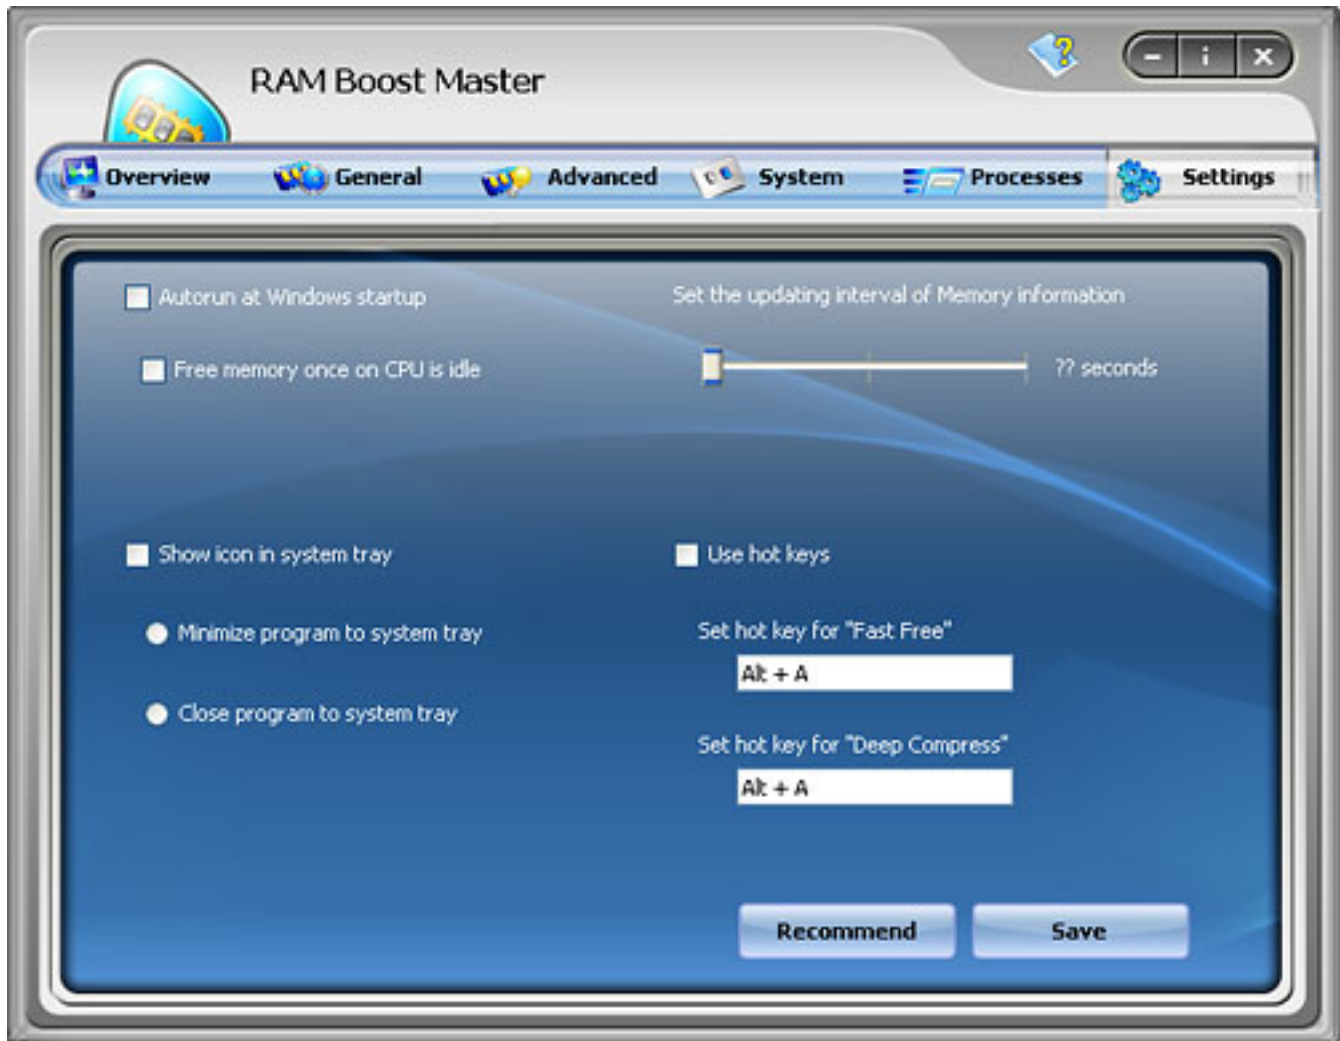 RAM Boost Master
Overview
General
Advanced
System
Processes
Settings
Autorun at Windows startup
Set the updating interval of Memory information
Free memory once on CPU is idle
?? seconds
Show icon in system tray
Use hot keys
Minimize program to system tray
Set hot key for "Fast Free"
Alt + A
Close program to system tray
Set hot key for "Deep Compress"
Alt + A
Recommend
Save